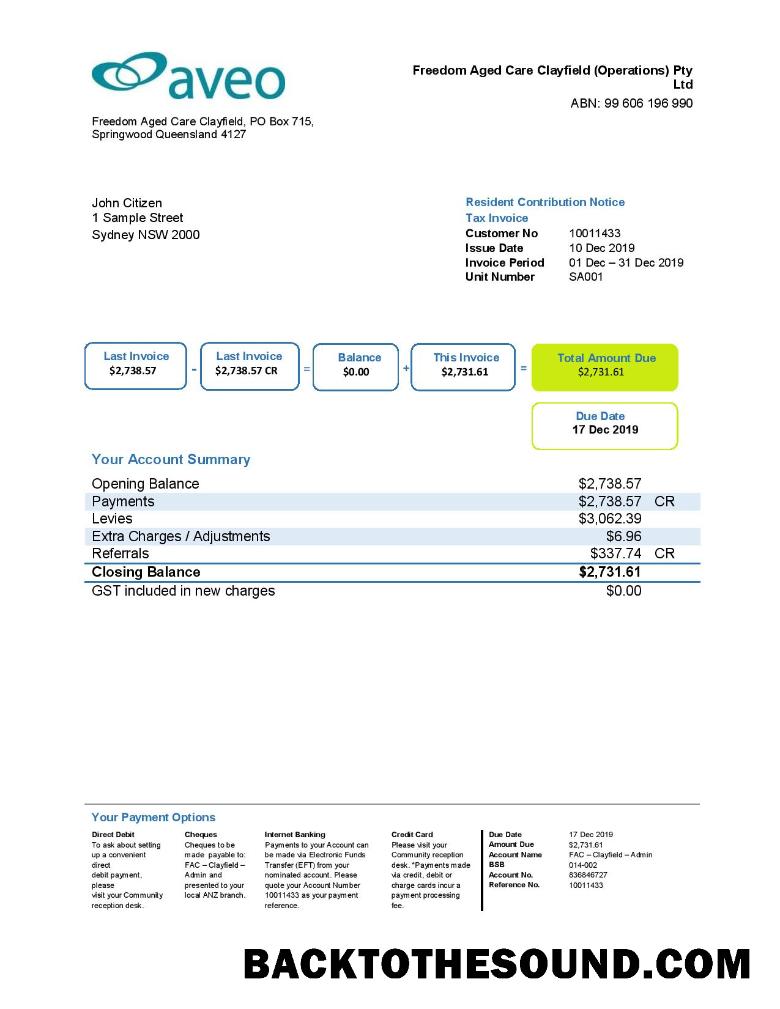 aveo
Freedom Aged Care Clayfield (Operations) Pty
Ltd
ABN: 99 606 196 990
Freedom Aged Care Clayfield, PO Box 715,
Springwood Queensland 4127
John Citizen
1 Sample Street
Sydney NSW 2000
Resident Contribution Notice
Tax Invoice
Customer No 10011433
Issue Date 10 Dec 2019
Invoice Period 01 Dec – 31 Dec 2019
Unit Number SA001
Last Invoice
$2,738.57
-
Last Invoice
$2,738.57 CR
=
Balance
$0.00
+
This Invoice
$2,731.61
=
Total Amount Due
$2,731.61
Due Date
17 Dec 2019
Your Account Summary
Opening Balance $2,738.57
Payments $2,738.57 CR
Levies $3,062.39
Extra Charges / Adjustments $6.96
Referrals $337.74 CR
Closing Balance $2,731.61
GST included in new charges $0.00
Your Payment Options
Direct Debit
To ask about setting
up a convenient
direct
debit payment,
please
visit your Community
reception desk.
Cheques
Cheques to be
made payable to:
FAC – Clayfield –
Admin and
presented to your
local ANZ branch.
Internet Banking
Payments to your Account can
be made via Electronic Funds
Transfer (EFT) from your
nominated account. Please
quote your Account Number
10011433 as your payment
reference.
Credit Card
Please visit your
Community reception
desk. *Payments made
via credit, debit or
charge cards incur a
payment processing
fee.
Due Date 17 Dec 2019
Amount Due $2,731.61
Account Name FAC – Clayfield – Admin
BSB 014-002
Account No. 836846727
Reference No. 10011433
BACKTOTHESOUND.COM